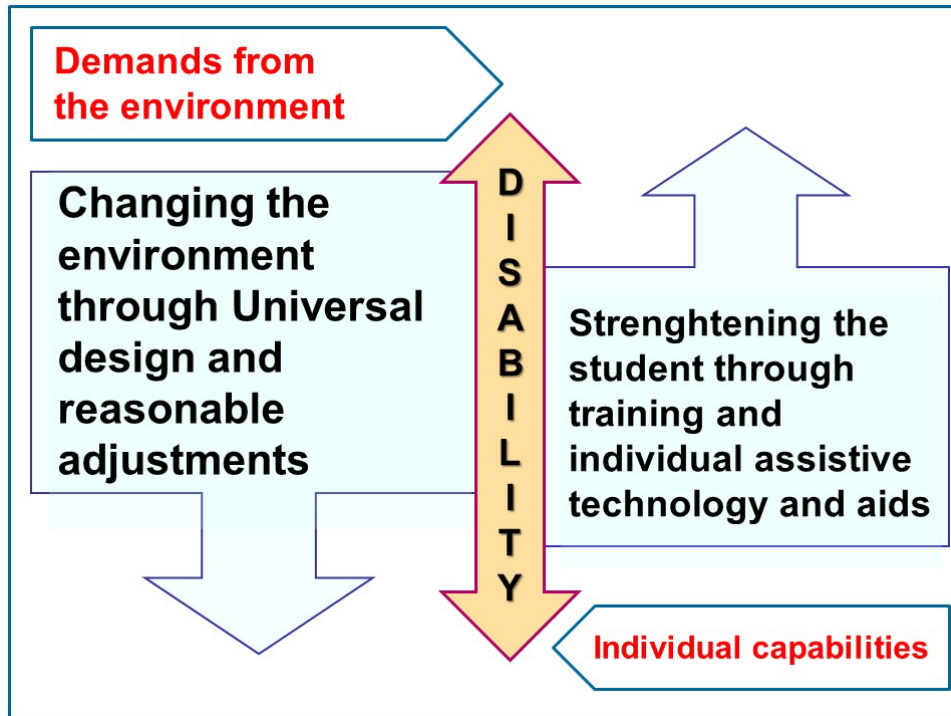 Demands from
the environment
Changing the
environment
through Universal
design and
reasonable
adjustments
DISABILITY
Strenghtening the
student through
training and
individual assistive
technology and aids
Individual capabilities